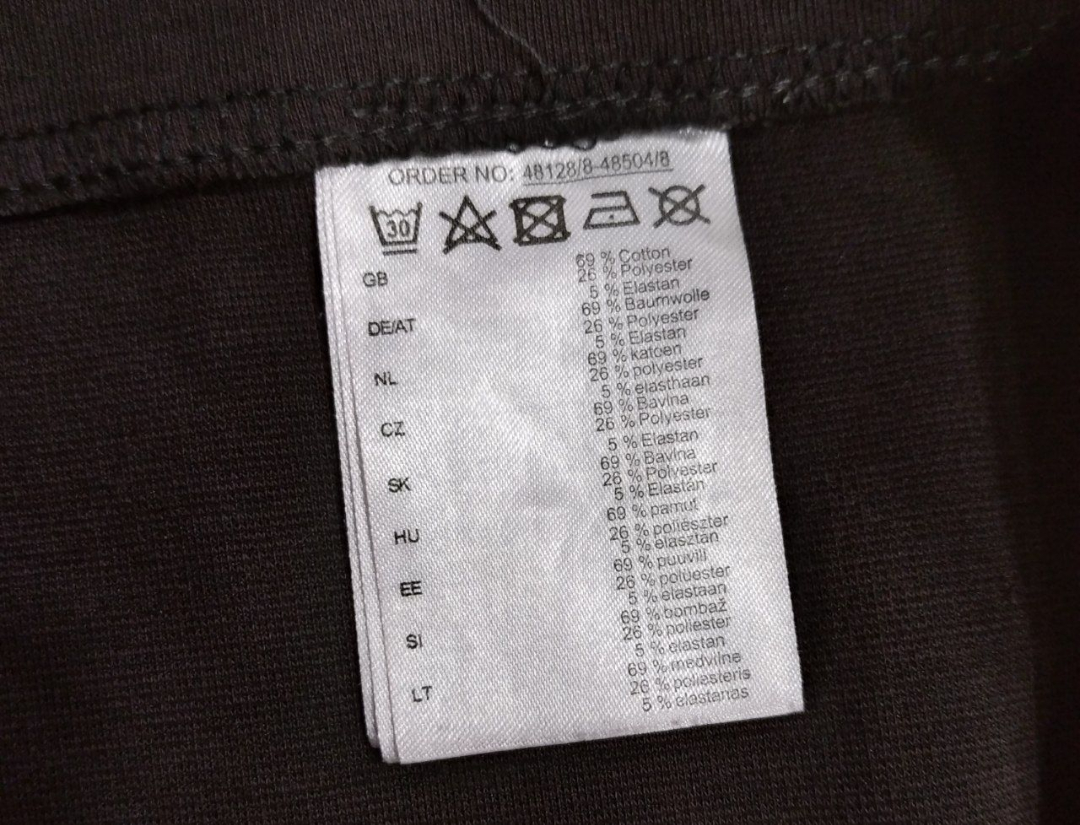 ORDER NO: 48128/8-48504/8
30
GB
69 % Cotton
26 % Polyester
5 % Elastan
DE/AT
69 % Baumwolle
26 % Polyester
5 % Elastan
NL
69 % katoen
26 % polyester
5 % elasthaan
CZ
69 % Bavlna
26 % Polyester
5 % Elastan
SK
69 % Bavlna
26 % Polyester
5 % Elastan
HU
69 % pamut
26 % poliészter
5 % elasztán
EE
69 % puuvill
26 % polüester
5 % elastaan
SI
69 % bombaž
26 % poliester
5 % elastan
LT
69 % medvilnė
26 % poliesteris
5 % elastanas